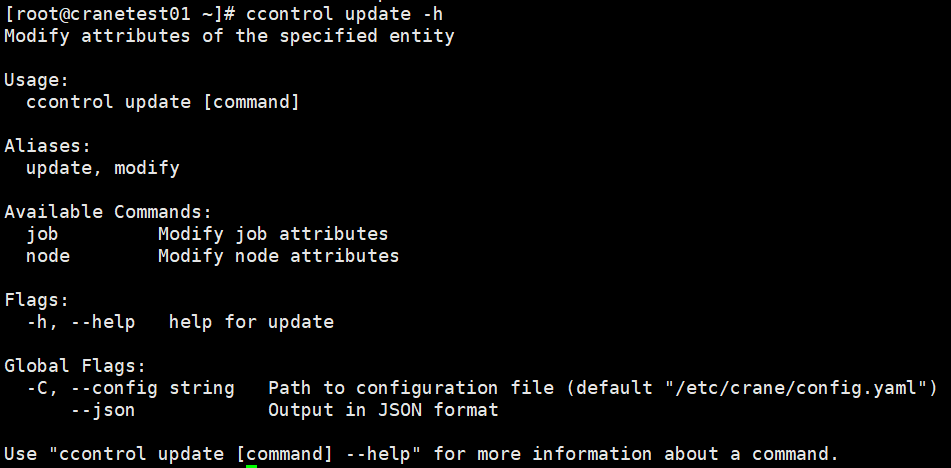 [root@cranetest01 ~]# ccontrol update -h
Modify attributes of the specified entity
Usage:
  ccontrol update [command]
Aliases:
  update, modify
Available Commands:
  job         Modify job attributes
  node        Modify node attributes
Flags:
  -h, --help   help for update
Global Flags:
  -C, --config string   Path to configuration file (default "/etc/crane/config.yaml")
      --json            Output in JSON format
Use "ccontrol update [command] --help" for more information about a command.